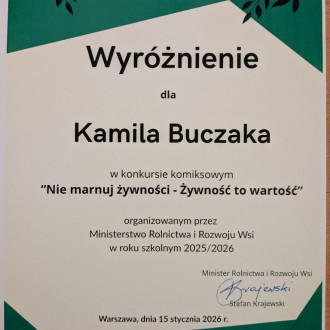 Wyróżnienie
dla
Kamila Buczaka
w konkursie komiksowym
"Nie marnuj żywności - Żywność to wartość"
organizowanym przez
Ministerstwo Rolnictwa i Rozwoju Wsi
w roku szkolnym 2025/2026
Minister Rolnictwa i Rozwoju Wsi
SKrajewski
Stefan Krajewski
Warszawa, dnia 15 stycznia 2026 r.